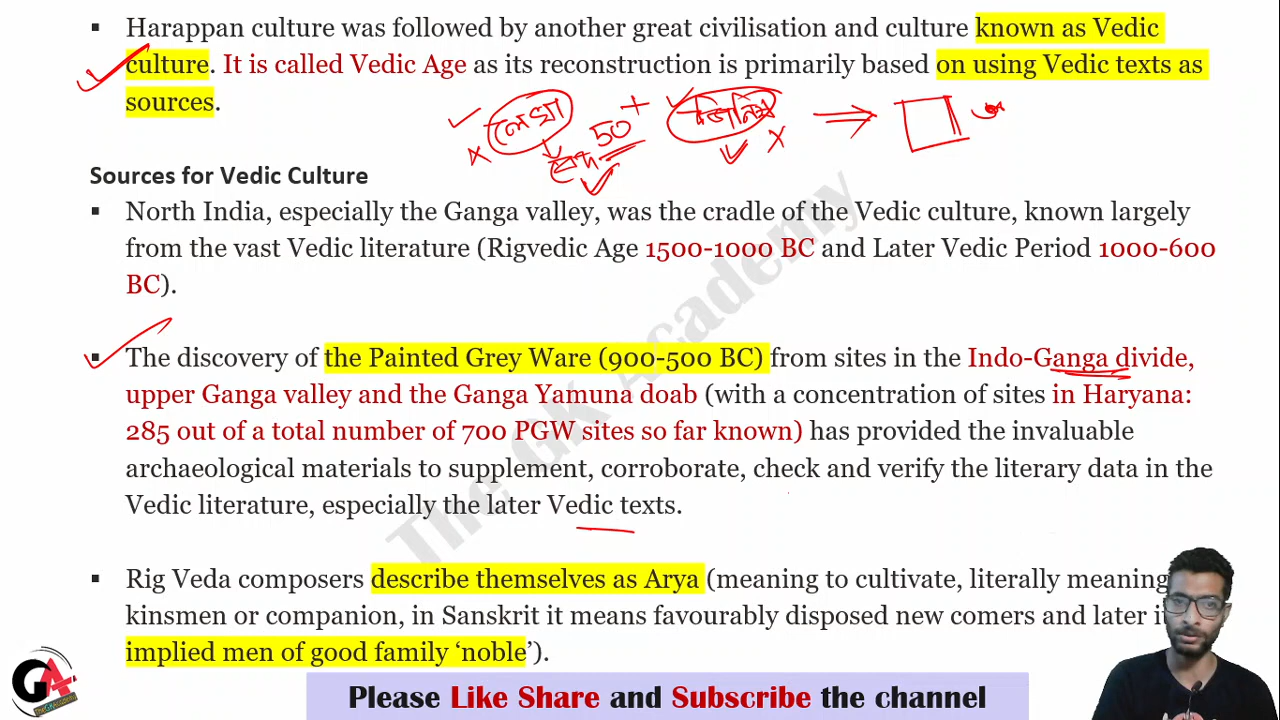 ▪ Harappan culture was followed by another great civilisation and culture known as Vedic
culture. It is called Vedic Age as its reconstruction is primarily based on using Vedic texts as
sources.
লেখা 50 + জিনিস ⇒
Sources for Vedic Culture
▪ North India, especially the Ganga valley, was the cradle of the Vedic culture, known largely
from the vast Vedic literature (Rigvedic Age 1500-1000 BC and Later Vedic Period 1000-600
BC).
▪ The discovery of the Painted Grey Ware (900-500 BC) from sites in the Indo-Ganga divide,
upper Ganga valley and the Ganga Yamuna doab (with a concentration of sites in Haryana:
285 out of a total number of 700 PGW sites so far known) has provided the invaluable
archaeological materials to supplement, corroborate, check and verify the literary data in the
Vedic literature, especially the later Vedic texts.
▪ Rig Veda composers describe themselves as Arya (meaning to cultivate, literally meaning
kinsmen or companion, in Sanskrit it means favourably disposed new comers and later it
implied men of good family ‘noble’).
The GK Academy
GA
Please Like Share and Subscribe the channel